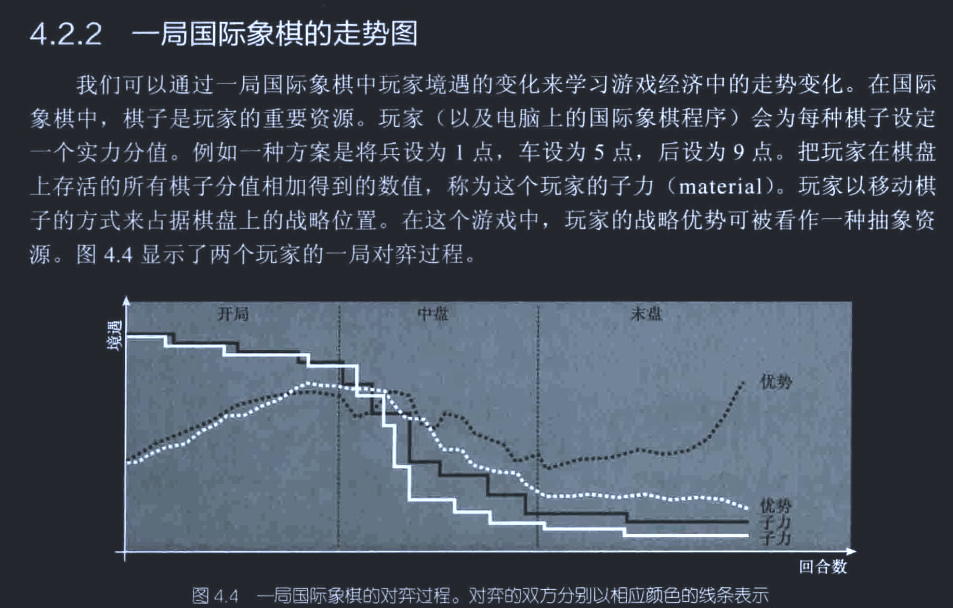 4.2.2 一局国际象棋的走势图
我们可以通过一局国际象棋中玩家境遇的变化来学习游戏经济中的走势变化。在国际
象棋中，棋子是玩家的重要资源。玩家（以及电脑上的国际象棋程序）会为每种棋子设定
一个实力分值。例如一种方案是将兵设为 1 点，车设为 5 点，后设为 9 点。把玩家在棋盘
上存活的所有棋子分值相加得到的数值，称为这个玩家的子力（material）。玩家以移动棋
子的方式来占据棋盘上的战略位置。在这个游戏中，玩家的战略优势可被看作一种抽象资
源。图 4.4 显示了两个玩家的一局对弈过程。
境遇
开局
中盘
末盘
优势
优势
子力
子力
回合数
图 4.4 一局国际象棋的对弈过程。对弈的双方分别以相应颜色的线条表示